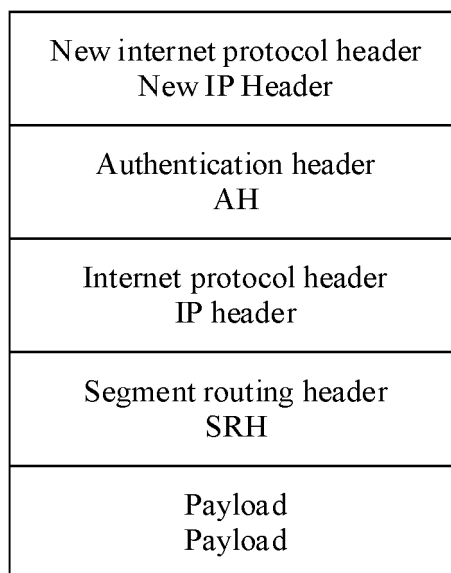 New internet protocol header
New IP Header
Authentication header
AH
Internet protocol header
IP header
Segment routing header
SRH
Payload
Payload